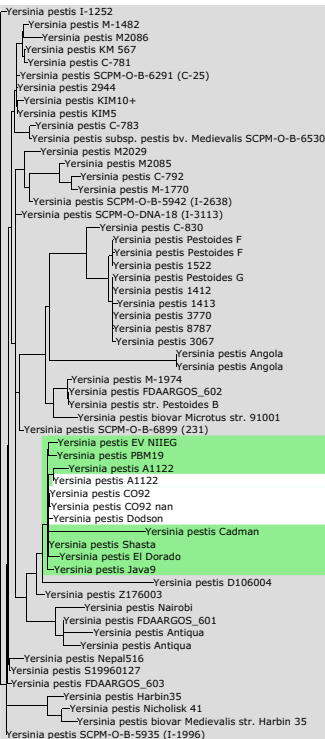 Yersinia pestis I-1252
Yersinia pestis M-1482
Yersinia pestis M2086
Yersinia pestis KM 567
Yersinia pestis C-781
Yersinia pestis SCPM-O-B-6291 (C-25)
Yersinia pestis 2944
Yersinia pestis KIM10+
Yersinia pestis KIM5
Yersinia pestis C-783
Yersinia pestis subsp. pestis bv. Medievalis SCPM-O-B-6530
Yersinia pestis M2029
Yersinia pestis M2085
Yersinia pestis C-792
Yersinia pestis M-1770
Yersinia pestis SCPM-O-B-5942 (I-2638)
Yersinia pestis SCPM-O-DNA-18 (I-3113)
Yersinia pestis C-830
Yersinia pestis Pestoides F
Yersinia pestis Pestoides F
Yersinia pestis 1522
Yersinia pestis Pestoides G
Yersinia pestis 1412
Yersinia pestis 1413
Yersinia pestis 3770
Yersinia pestis 8787
Yersinia pestis 3067
Yersinia pestis Angola
Yersinia pestis Angola
Yersinia pestis M-1974
Yersinia pestis FDAARGOS_602
Yersinia pestis str. Pestoides B
Yersinia pestis biovar Microtus str. 91001
Yersinia pestis SCPM-O-B-6899 (231)
Yersinia pestis EV NIIEG
Yersinia pestis PBM19
Yersinia pestis A1122
Yersinia pestis A1122
Yersinia pestis CO92
Yersinia pestis CO92 nan
Yersinia pestis Dodson
Yersinia pestis Cadman
Yersinia pestis Shasta
Yersinia pestis El Dorado
Yersinia pestis Java9
Yersinia pestis D106004
Yersinia pestis Z176003
Yersinia pestis Nairobi
Yersinia pestis FDAARGOS_601
Yersinia pestis Antiqua
Yersinia pestis Antiqua
Yersinia pestis Nepal516
Yersinia pestis S19960127
Yersinia pestis FDAARGOS_603
Yersinia pestis Harbin35
Yersinia pestis Nicholisk 41
Yersinia pestis biovar Medievalis str. Harbin 35
Yersinia pestis SCPM-O-B-5935 (I-1996)